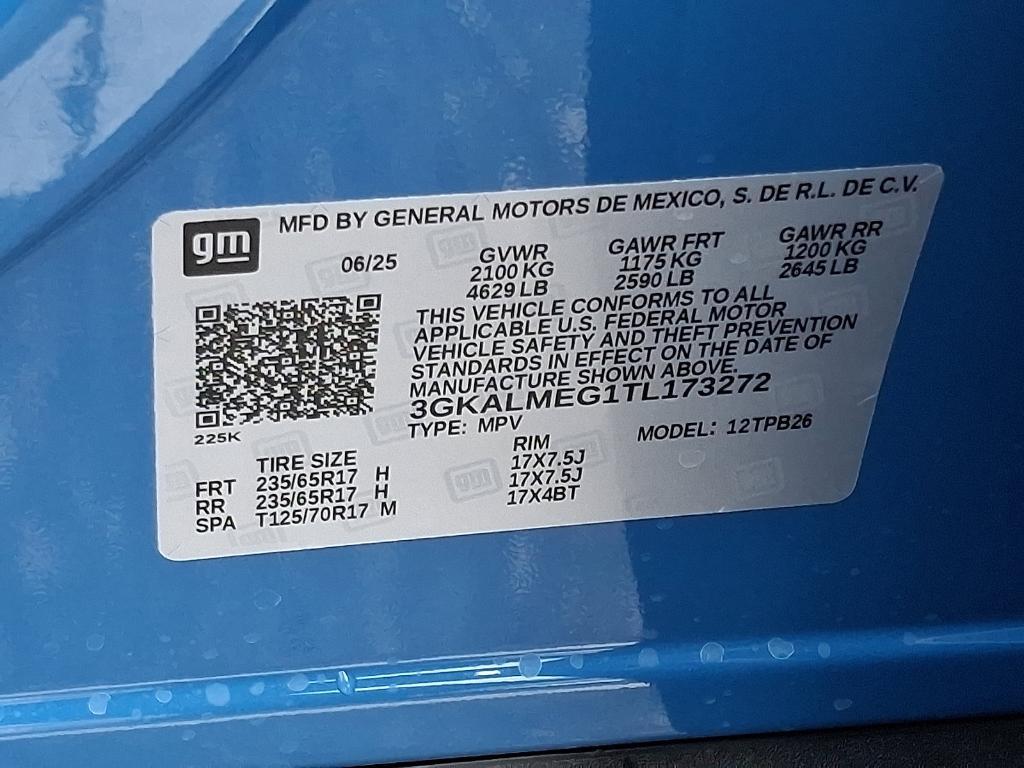 gm
MFD BY GENERAL MOTORS DE MEXICO, S. DE R.L. DE C.V.
06/25
GVWR GAWR FRT GAWR RR
2100 KG 1175 KG 1200 KG
4629 LB 2590 LB 2645 LB
THIS VEHICLE CONFORMS TO ALL
APPLICABLE U.S. FEDERAL MOTOR
VEHICLE SAFETY AND THEFT PREVENTION
STANDARDS IN EFFECT ON THE DATE OF
MANUFACTURE SHOWN ABOVE.
3GKALMEG1TL173272
TYPE: MPV MODEL: 12TPB26
225K
TIRE SIZE RIM
FRT 235/65R17 H 17X7.5J
RR 235/65R17 H 17X7.5J
SPA T125/70R17 M 17X4BT